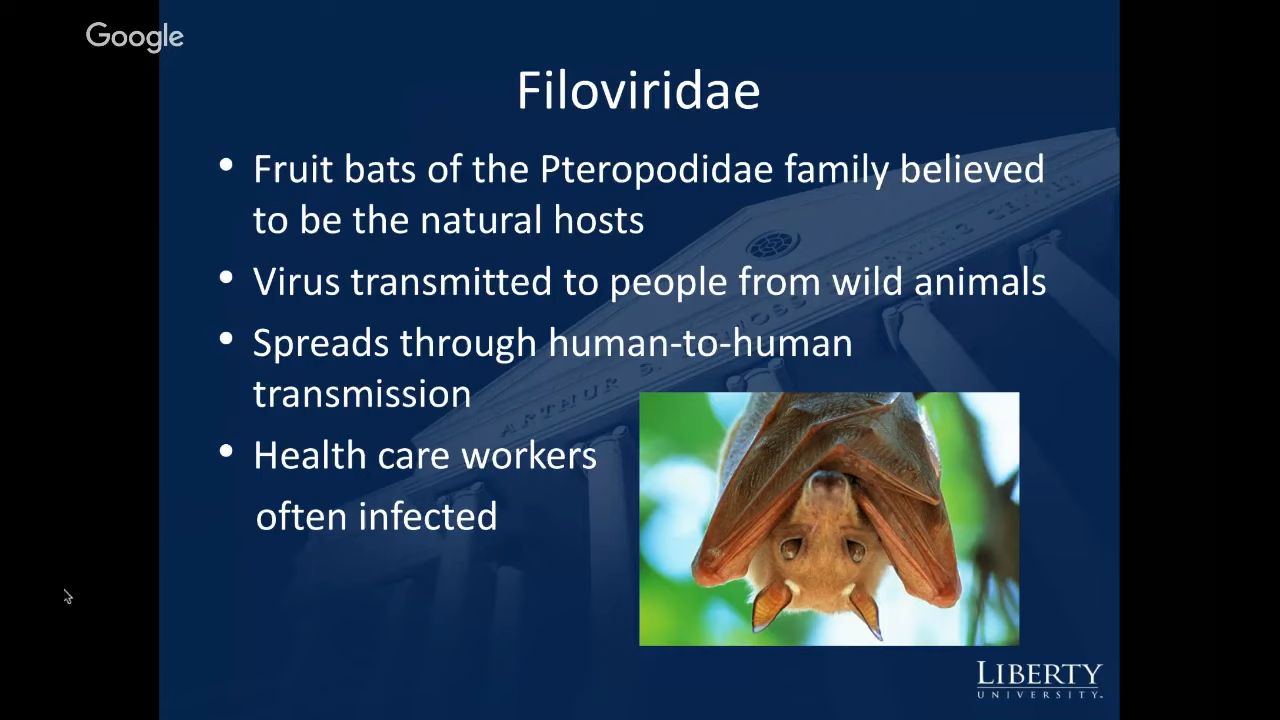 Google
Filoviridae
• Fruit bats of the Pteropodidae family believed
to be the natural hosts
• Virus transmitted to people from wild animals
• Spreads through human-to-human
transmission
• Health care workers
often infected
LIBERTY
UNIVERSITY